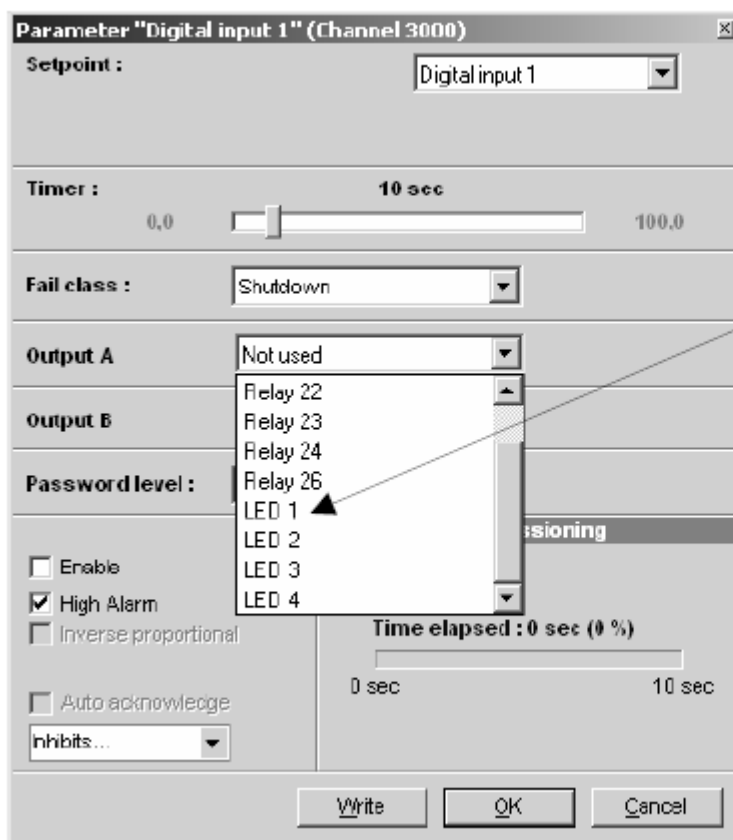 Parameter "Digital input 1" (Channel 3000)
Setpoint :
Digital input 1
Timer :
10 sec
0,0
100,0
Fail class :
Shutdown
Output A
Not used
Relay 22
Relay 23
Relay 24
Relay 26
LED 1
LED 2
LED 3
LED 4
Output B
Password level :
ssioning
Enable
High Alarm
Inverse proportional
Auto acknowledge
Inhibits...
Time elapsed : 0 sec (0 %)
0 sec
10 sec
Write
OK
Cancel